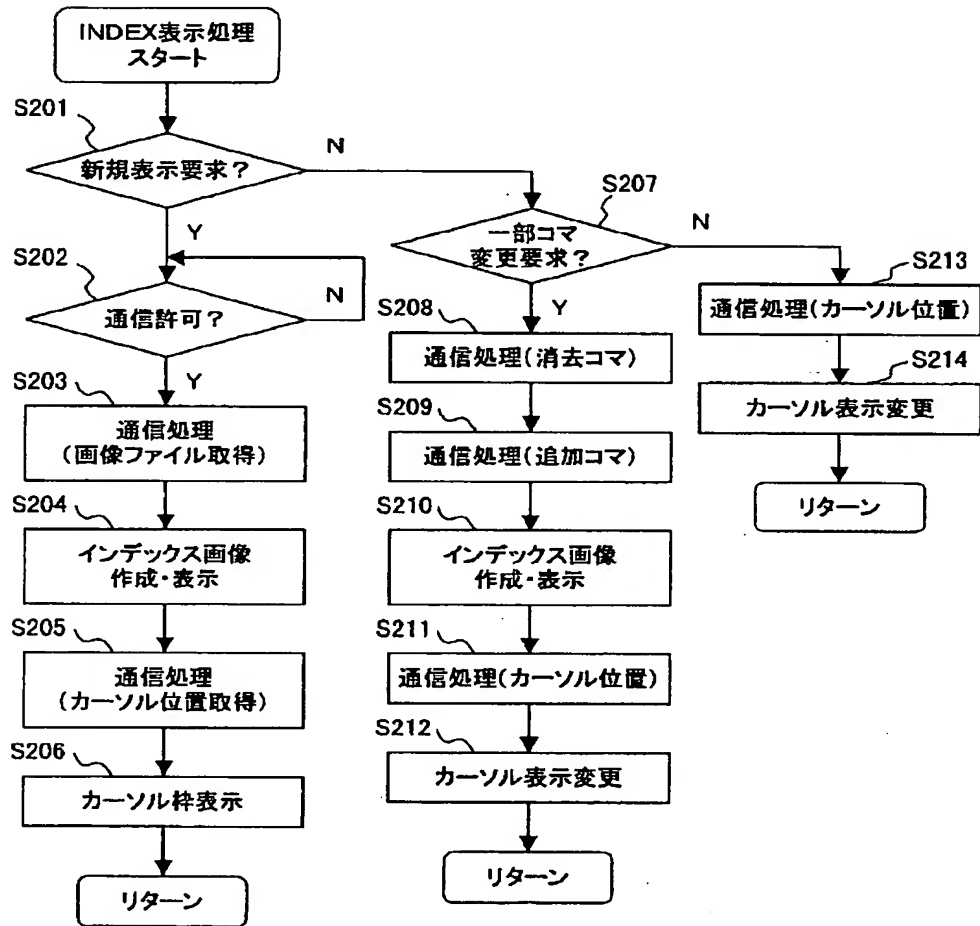 INDEX表示処理
スタート
S201
新規表示要求?
N
Y
S202
通信許可?
N
Y
S203
通信処理
(画像ファイル取得)
S204
インデックス画像
作成・表示
S205
通信処理
(カーソル位置取得)
S206
カーソル枠表示
リターン
S207
一部コマ
変更要求?
N
Y
S208
通信処理(消去コマ)
S209
通信処理(追加コマ)
S210
インデックス画像
作成・表示
S211
通信処理(カーソル位置)
S212
カーソル表示変更
リターン
S213
通信処理(カーソル位置)
S214
カーソル表示変更
リターン